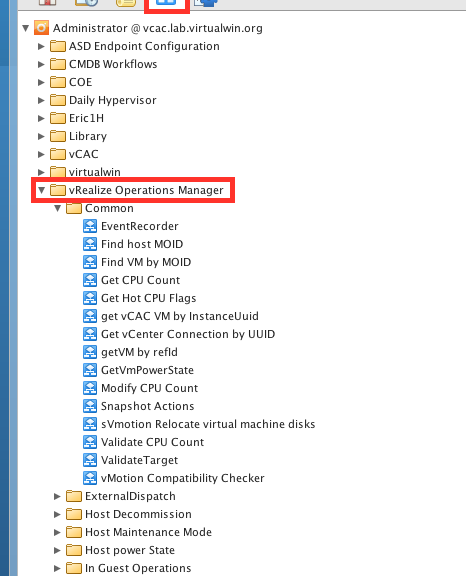 Administrator @ vcac.lab.virtualwin.org
ASD Endpoint Configuration
CMDB Workflows
COE
Daily Hypervisor
Eric1H
Library
vCAC
virtualwin
vRealize Operations Manager
Common
EventRecorder
Find host MOID
Find VM by MOID
Get CPU Count
Get Hot CPU Flags
get vCAC VM by InstanceUuid
Get vCenter Connection by UUID
getVM by refId
GetVmPowerState
Modify CPU Count
Snapshot Actions
sVmotion Relocate virtual machine disks
Validate CPU Count
ValidateTarget
vMotion Compatibility Checker
ExternalDispatch
Host Decommission
Host Maintenance Mode
Host power State
In Guest Operations